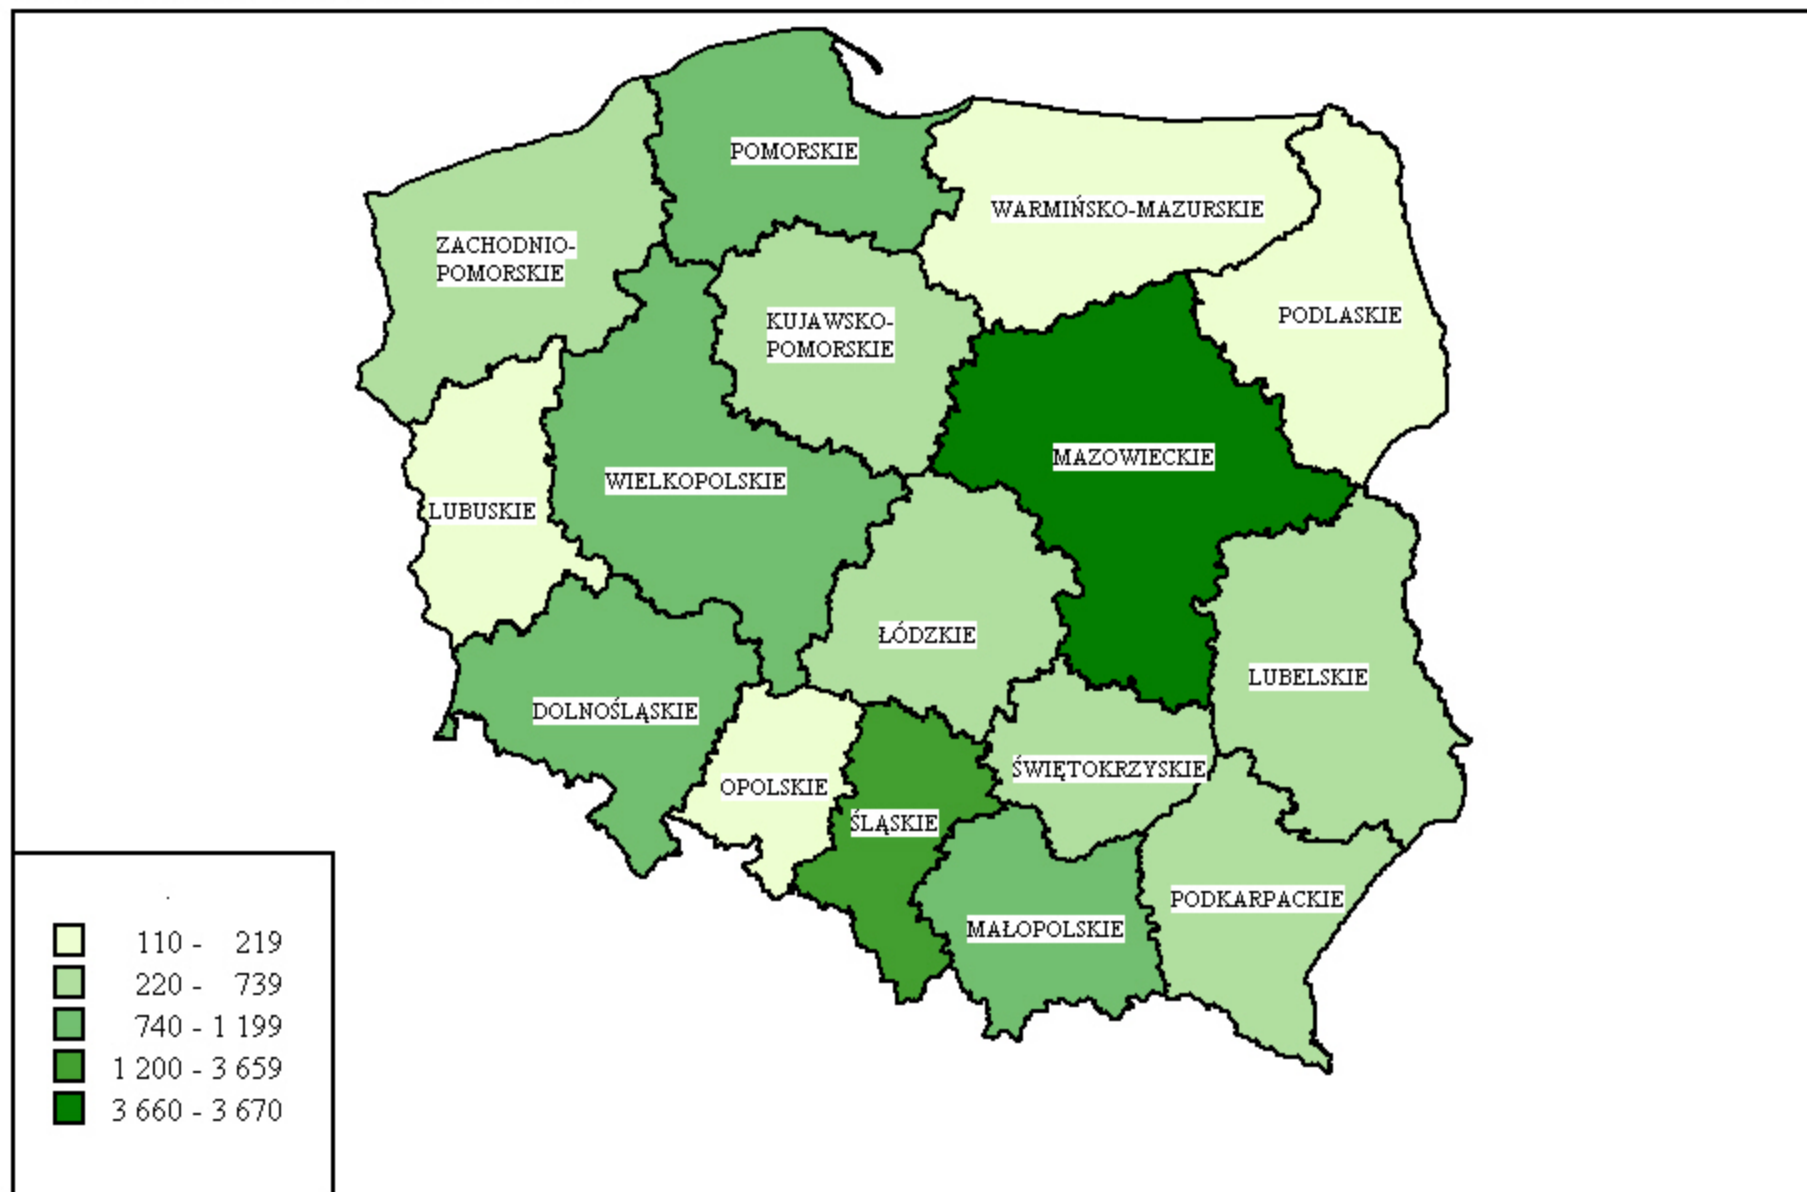 POMORSKIE
WARMIŃSKO-MAZURSKIE
ZACHODNIO-
POMORSKIE
PODLASKIE
KUJAWSKO-
POMORSKIE
MAZOWIECKIE
WIELKOPOLSKIE
LUBUSKIE
ŁÓDZKIE
LUBELSKIE
DOLNOŚLĄSKIE
ŚWIĘTOKRZYSKIE
OPOLSKIE
ŚLĄSKIE
PODKARPACKIE
MAŁOPOLSKIE
110 - 219
220 - 739
740 - 1 199
1 200 - 3 659
3 660 - 3 670